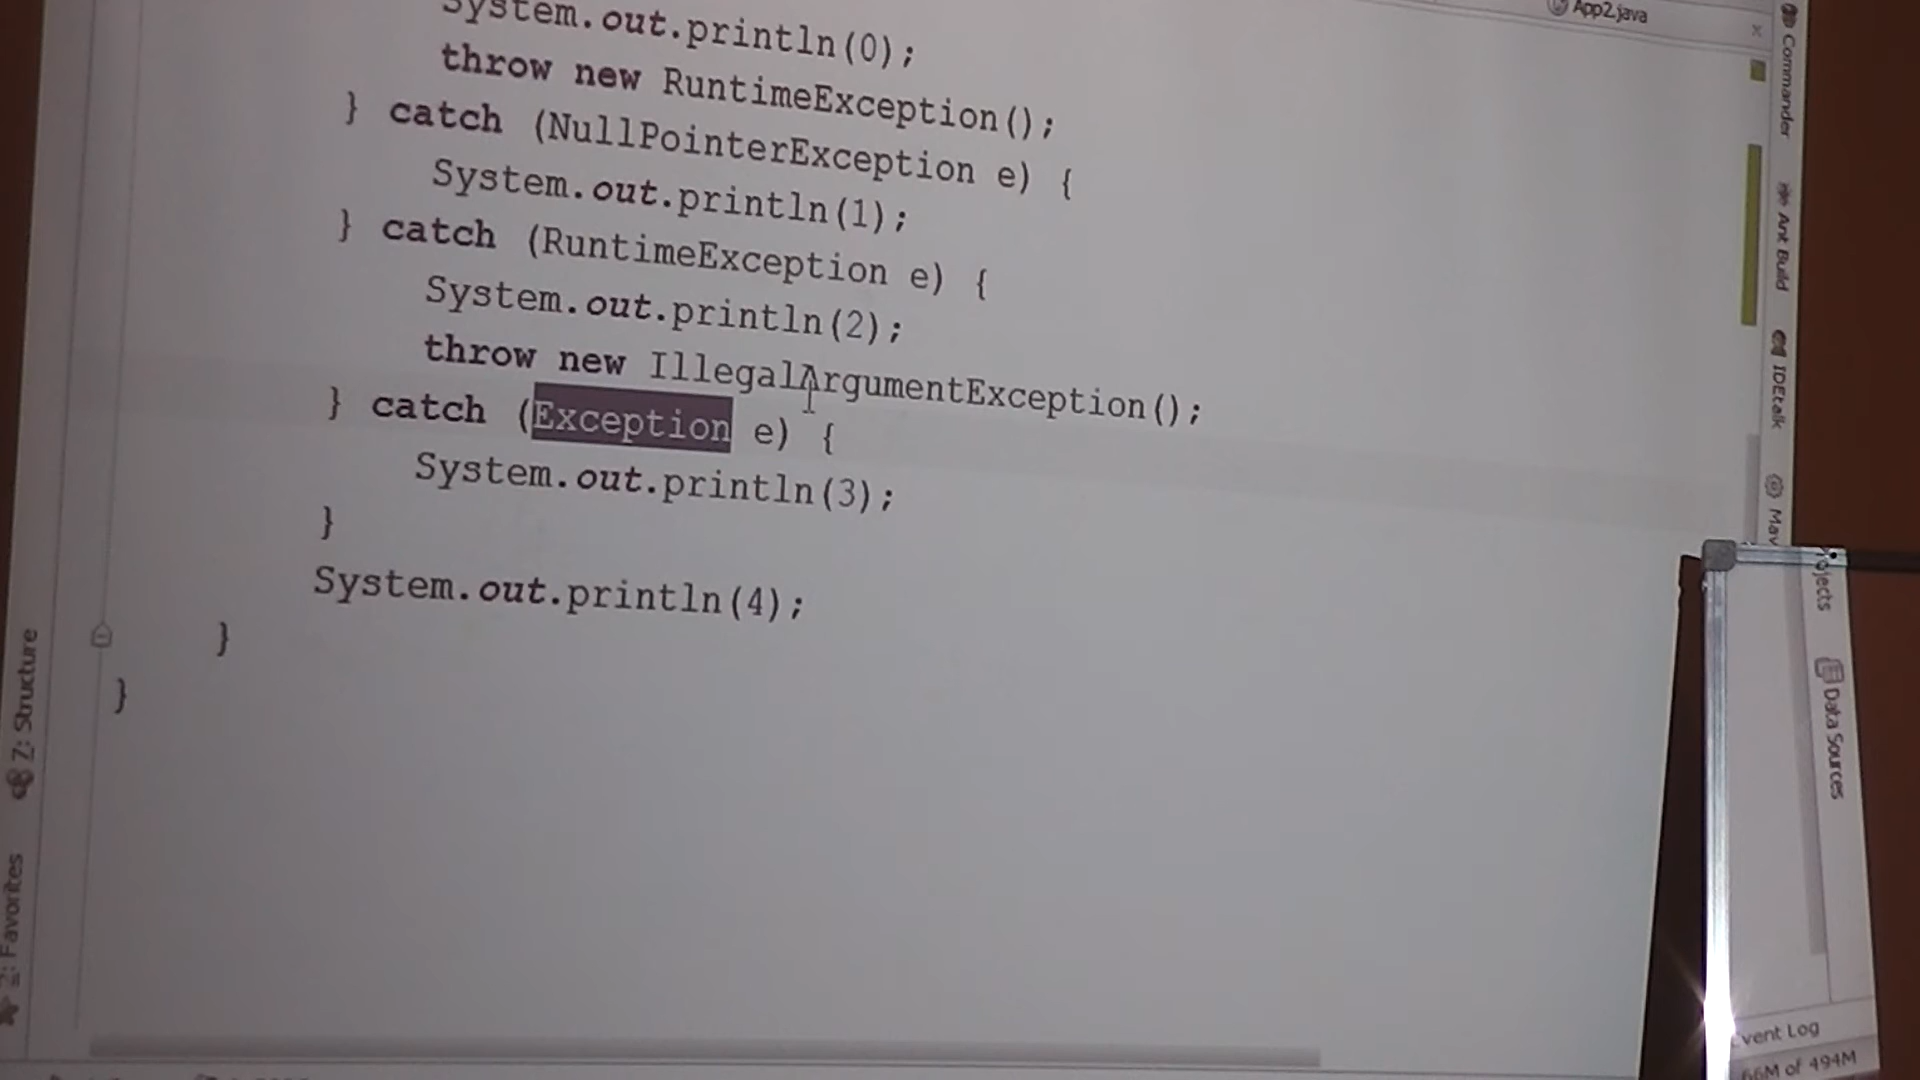 App2.java
System.out.println(0);
throw new RuntimeException();
} catch (NullPointerException e) {
System.out.println(1);
} catch (RuntimeException e) {
System.out.println(2);
throw new IllegalArgumentException();
} catch (Exception e) {
System.out.println(3);
}
System.out.println(4);
}
}
Commander
Ant Build
IDEtalk
Data Sources
Z: Structure
2: Favorites
Event Log
of 494M